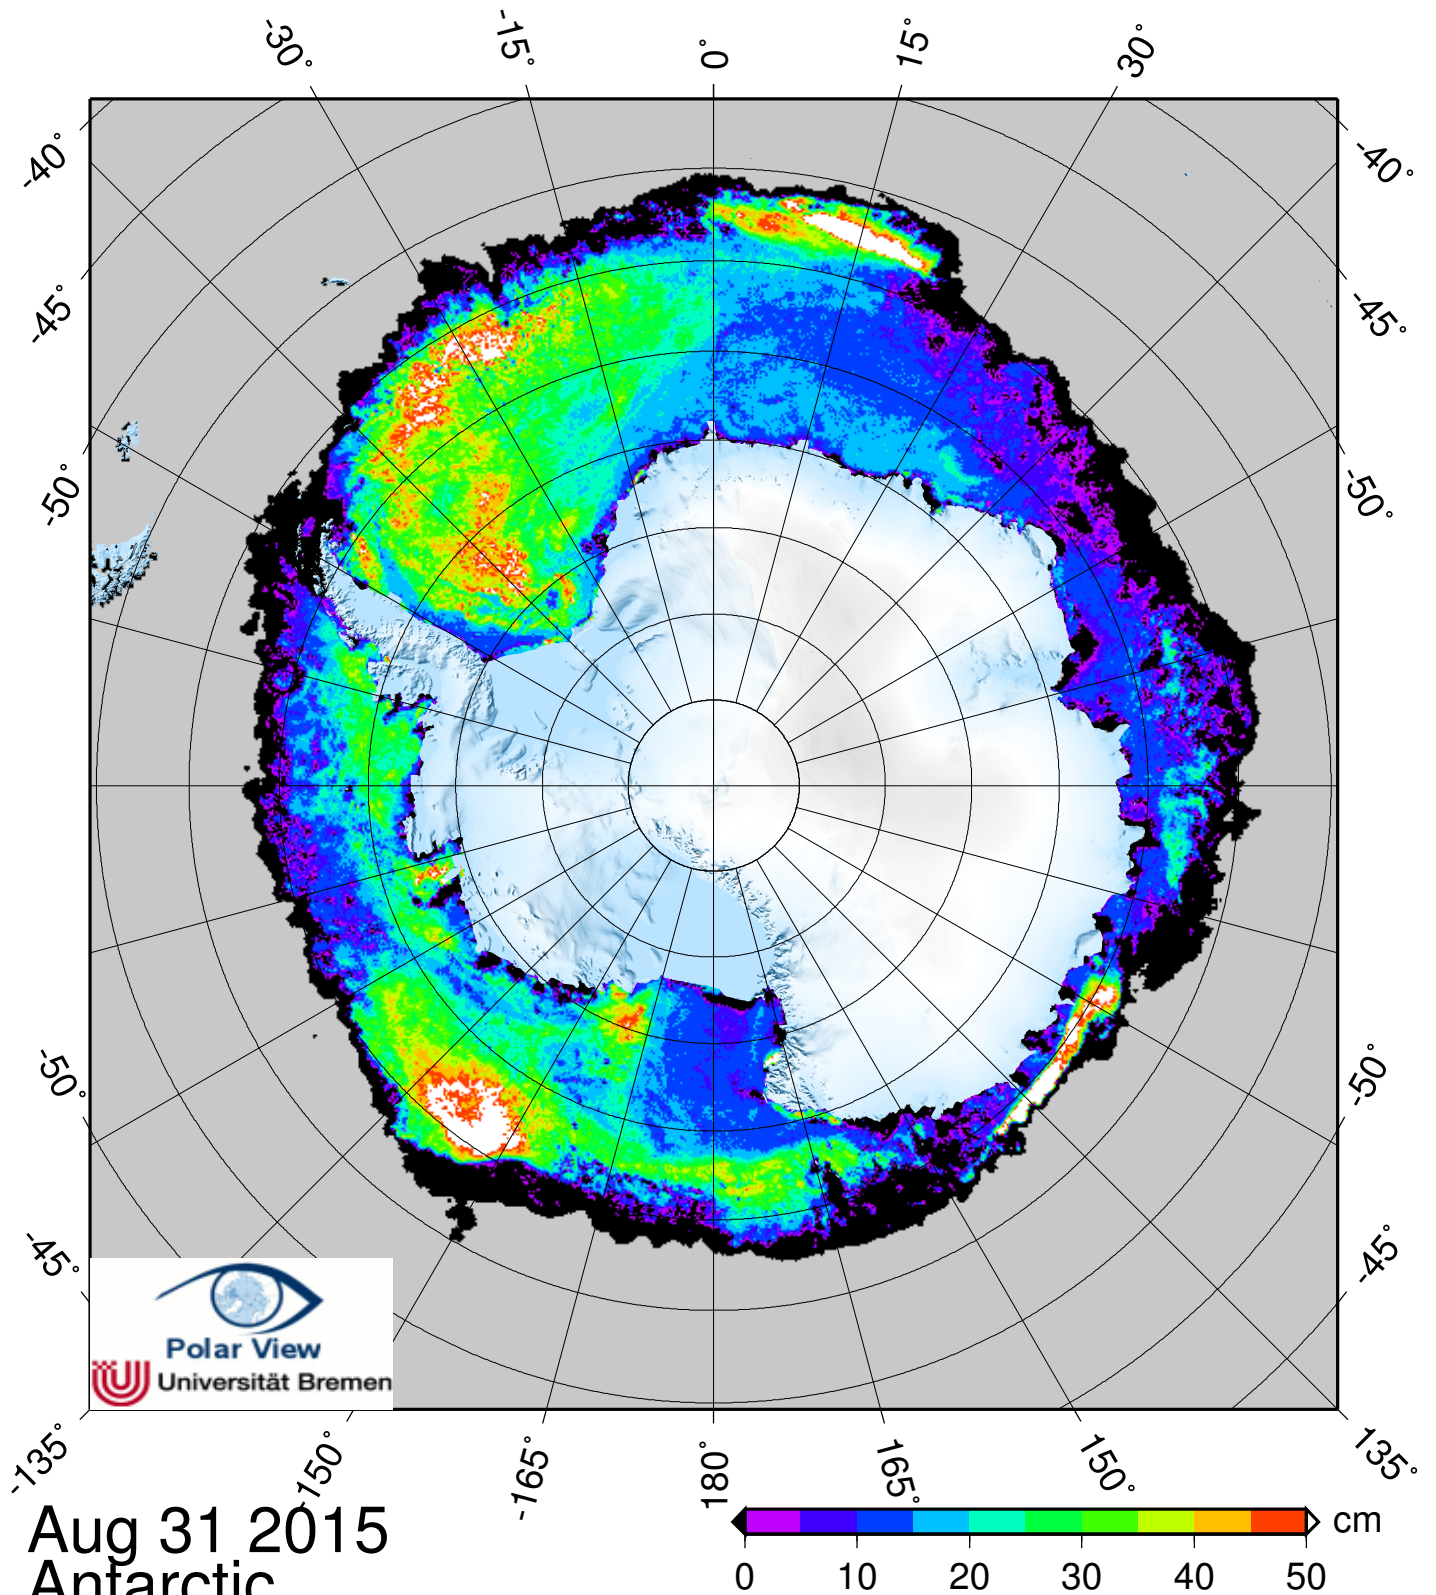 -30° -15° 0° 15° 30°
-40° -40°
-45° -45°
-50° -50°
-50° -50°
-45° -45
-135° -150° -165° 180° 165° 150° 135°
Polar View
Universität Bremen
Aug 31 2015
Antarctic
cm
0 10 20 30 40 50